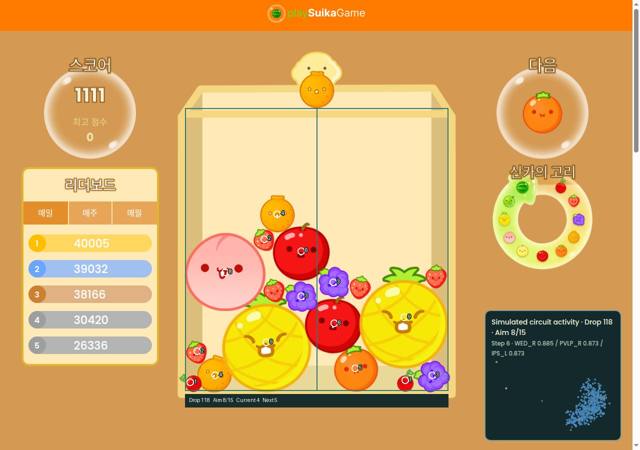 playSuikaGame
스코어
1111
최고 점수
0
다음
리더보드
매일
매주
매월
1 40005
2 39032
3 38166
4 30420
5 26336
산카의 고리
Simulated circuit activity · Drop 118
· Aim 8/15
Step 6 · WED_R 0.885 / PVLP_R 0.873 /
IPS_L 0.873
Drop 118 Aim 8/15 Current 4 Next 5